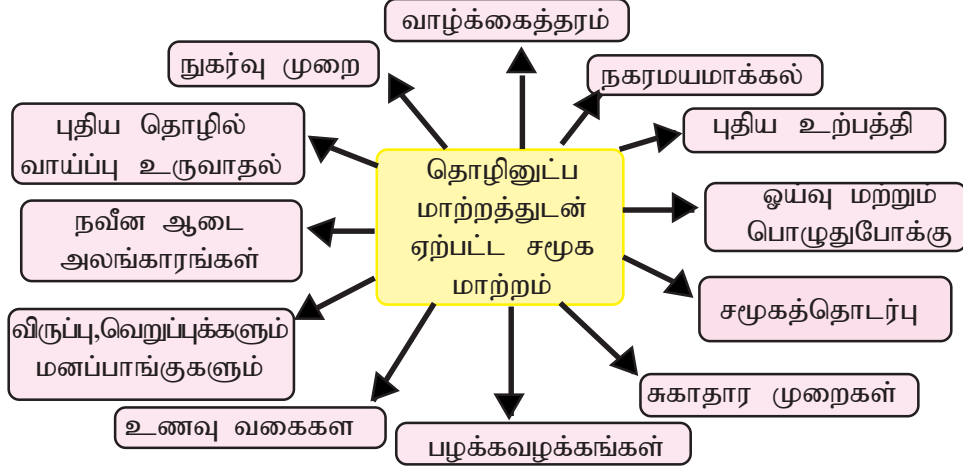 வாழ்க்கைத்தரம்
நுகர்வு முறை
நகரமயமாக்கல்
புதிய தொழில்
வாய்ப்பு உருவாதல்
புதிய உற்பத்தி
தொழினுட்ப
மாற்றத்துடன்
ஏற்பட்ட சமூக
மாற்றம்
ஓய்வு மற்றும்
பொழுதுபோக்கு
நவீன ஆடை
அலங்காரங்கள்
சமூகத்தொடர்பு
விருப்பு,வெறுப்புக்களும்
மனப்பாங்குகளும்
சுகாதார முறைகள்
உணவு வகைகள
பழக்கவழக்கங்கள்